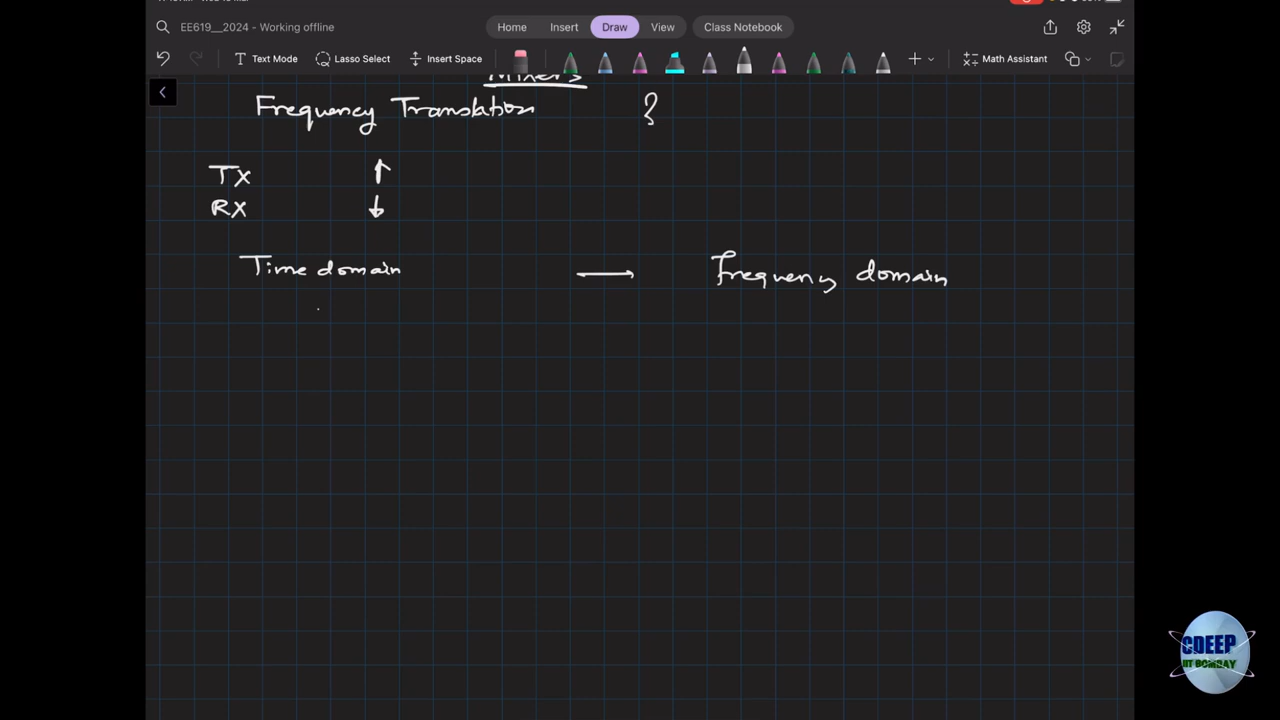 EE619__2024 - Working offline
Home Insert Draw View Class Notebook
Text Mode Lasso Select Insert Space Math Assistant
Mixers
Frequency Translation ?
TX ↑
RX ↓
Time domain → Frequency domain
CDEEP
IIT BOMBAY